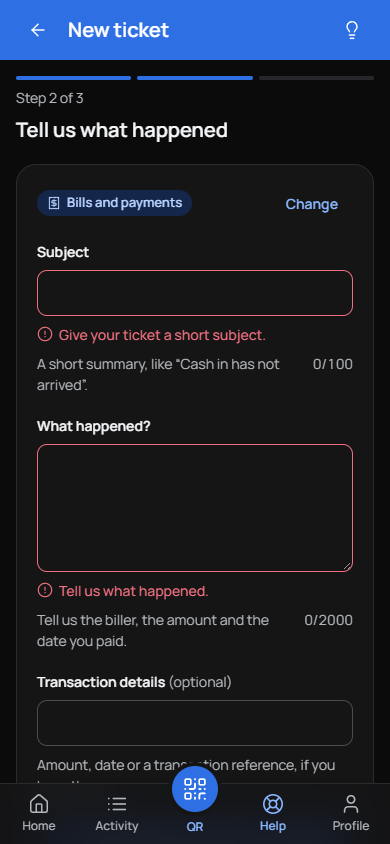 New ticket
Step 2 of 3
Tell us what happened
Bills and payments
Change
Subject
Give your ticket a short subject.
A short summary, like “Cash in has not
arrived”.
0/100
What happened?
Tell us what happened.
Tell us the biller, the amount and the
date you paid.
0/2000
Transaction details (optional)
Amount, date or a transaction reference, if you
Home
Activity
QR
Help
Profile